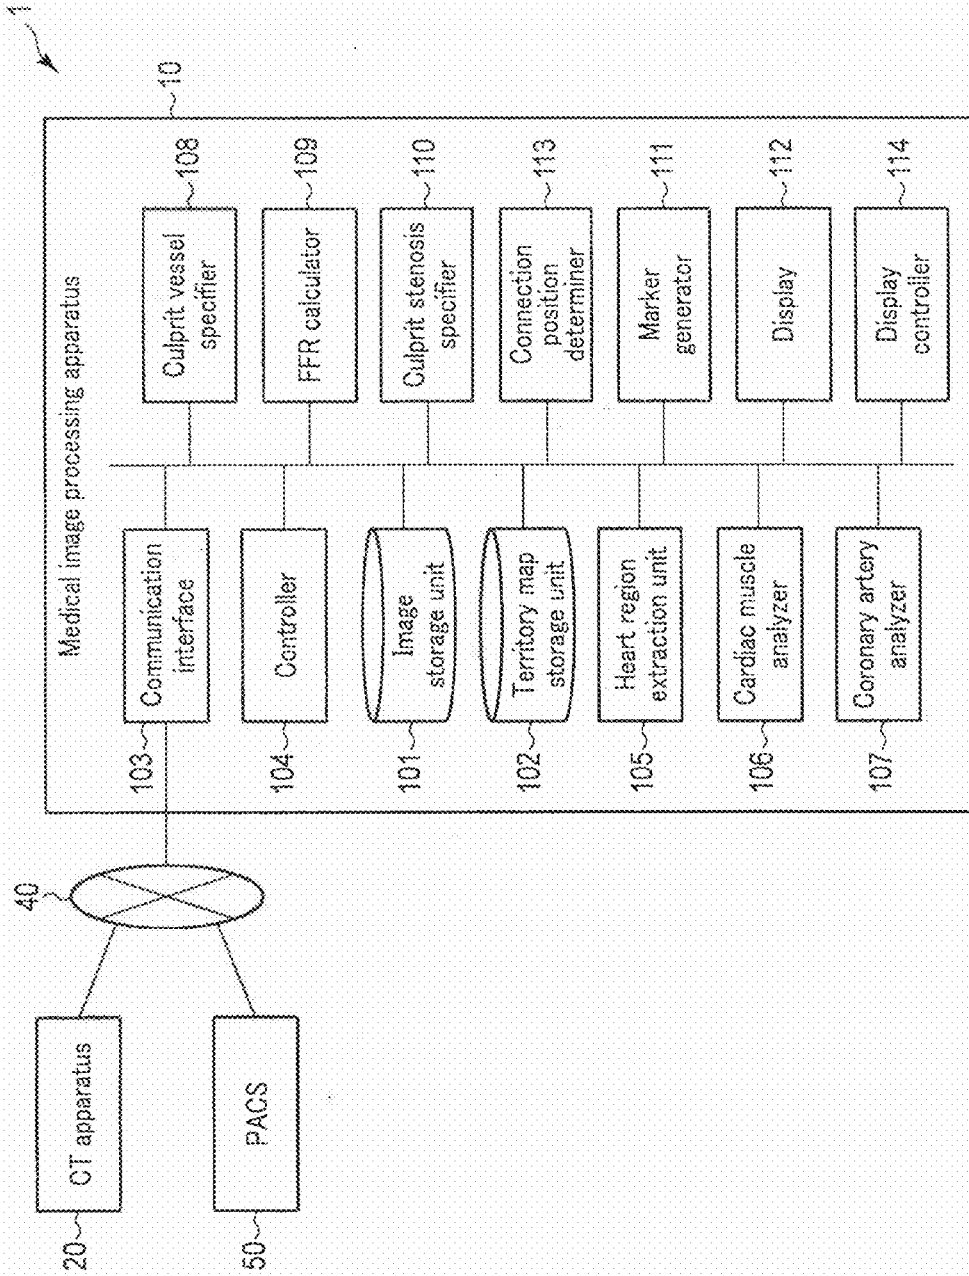 1
10
Medical image processing apparatus
Communication
interface
103
Controller
104
Image
storage unit
101
Territory map
storage unit
102
Heart region
extraction unit
105
Cardiac muscle
analyzer
106
Coronary artery
analyzer
107
Culprit vessel
specifier
108
FFR calculator
109
Culprit stenosis
specifier
110
Connection
position
determiner
113
Marker
generator
111
Display
112
Display
controller
114
40
CT apparatus
20
PACS
50